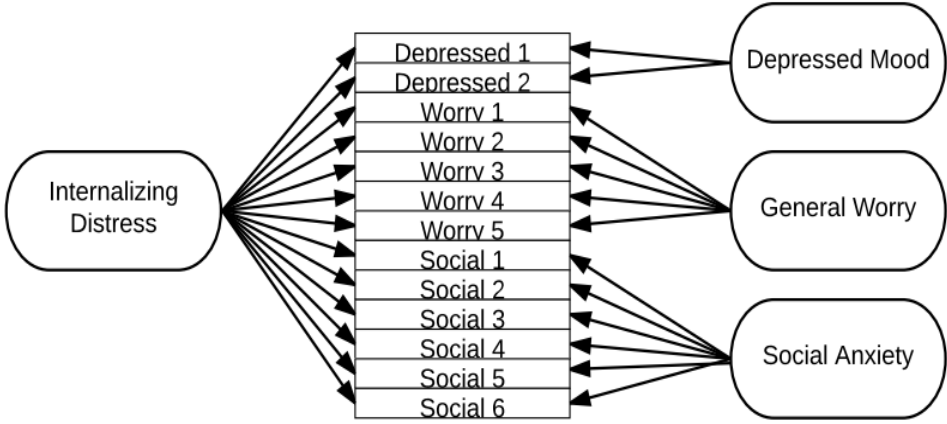 Internalizing
Distress
Depressed 1
Depressed 2
Worry 1
Worry 2
Worry 3
Worry 4
Worry 5
Social 1
Social 2
Social 3
Social 4
Social 5
Social 6
Depressed Mood
General Worry
Social Anxiety